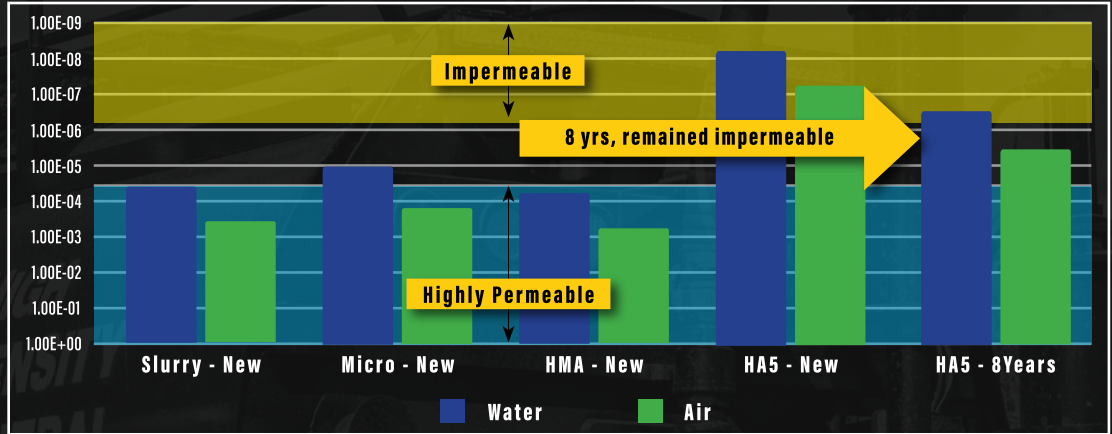 1.00E-09
1.00E-08
1.00E-07
1.00E-06
1.00E-05
1.00E-04
1.00E-03
1.00E-02
1.00E-01
1.00E+00
Impermeable
8 yrs, remained impermeable
Highly Permeable
Slurry - New
Micro - New
HMA - New
HA5 - New
HA5 - 8Years
Water
Air